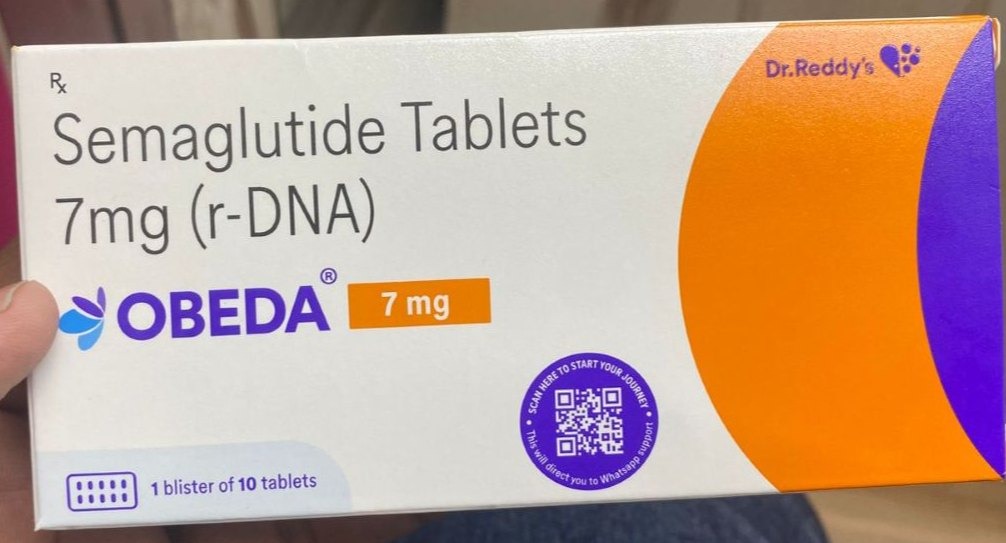 Rx
Dr.Reddy's
Semaglutide Tablets
7mg (r-DNA)
OBEDA®
7 mg
SCAN HERE TO START YOUR JOURNEY
This will direct you to Whatsapp support
1 blister of 10 tablets